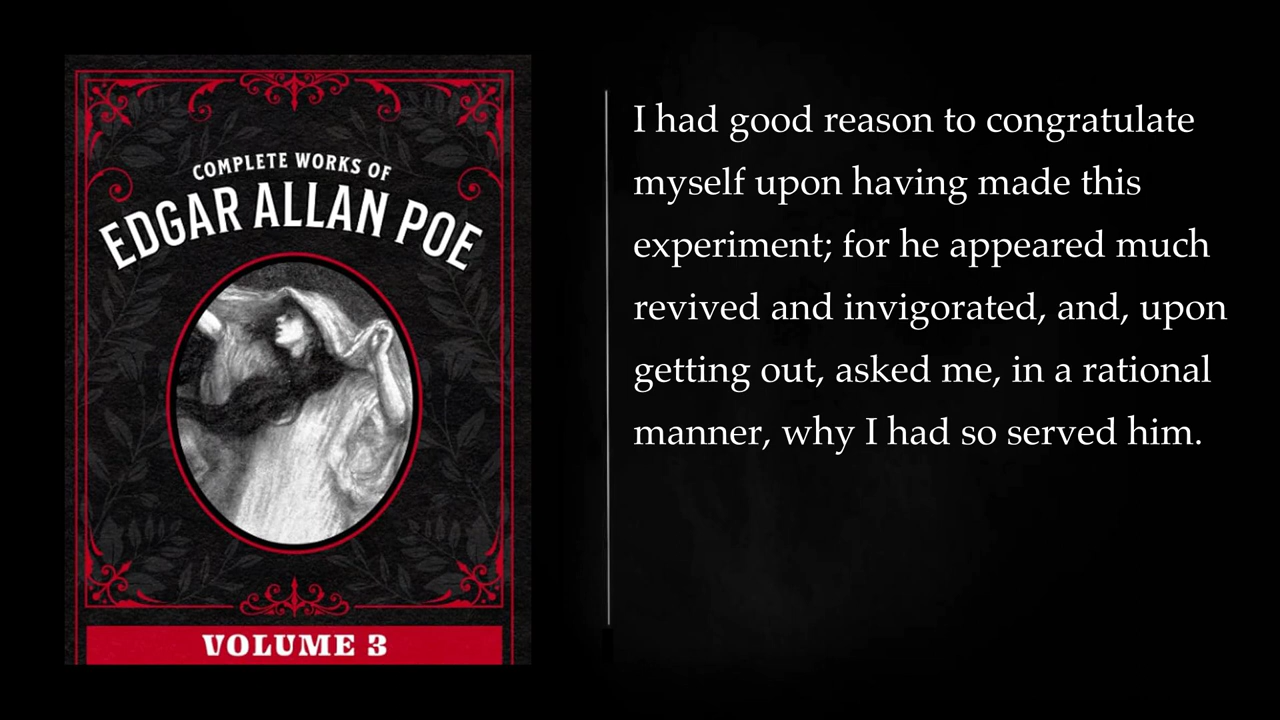 COMPLETE WORKS OF
EDGAR ALLAN POE
VOLUME 3
I had good reason to congratulate
myself upon having made this
experiment; for he appeared much
revived and invigorated, and, upon
getting out, asked me, in a rational
manner, why I had so served him.